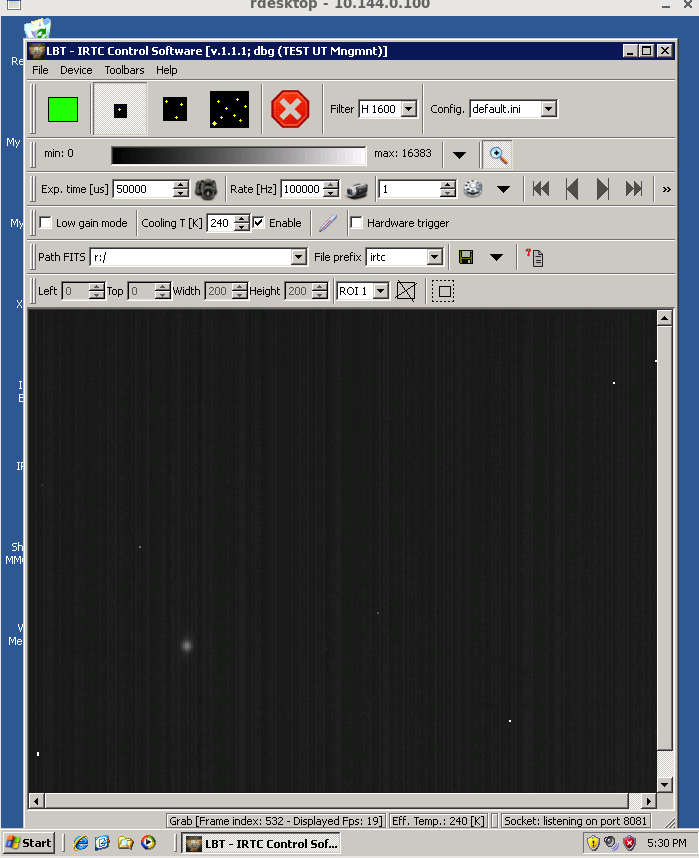 rdesktop - 10.144.0.100
LBT - IRTC Control Software [v.1.1.1; dbg (TEST UT Mngmnt)]
File Device Toolbars Help
Filter H 1600 Config. default.ini
min: 0 max: 16383
Exp. time [us] 50000 Rate [Hz] 100000 1 »
Low gain mode Cooling T [K] 240 Enable Hardware trigger
Path FITS r:/ File prefix irtc
Left 0 Top 0 Width 200 Height 200 ROI 1
Re
My
My
X
I
E
IF
Sh
MM
W
Me
Grab [Frame index: 532 - Displayed Fps: 19] Eff. Temp.: 240 [K] Socket: listening on port 8081
Start LBT - IRTC Control Sof... 5:30 PM